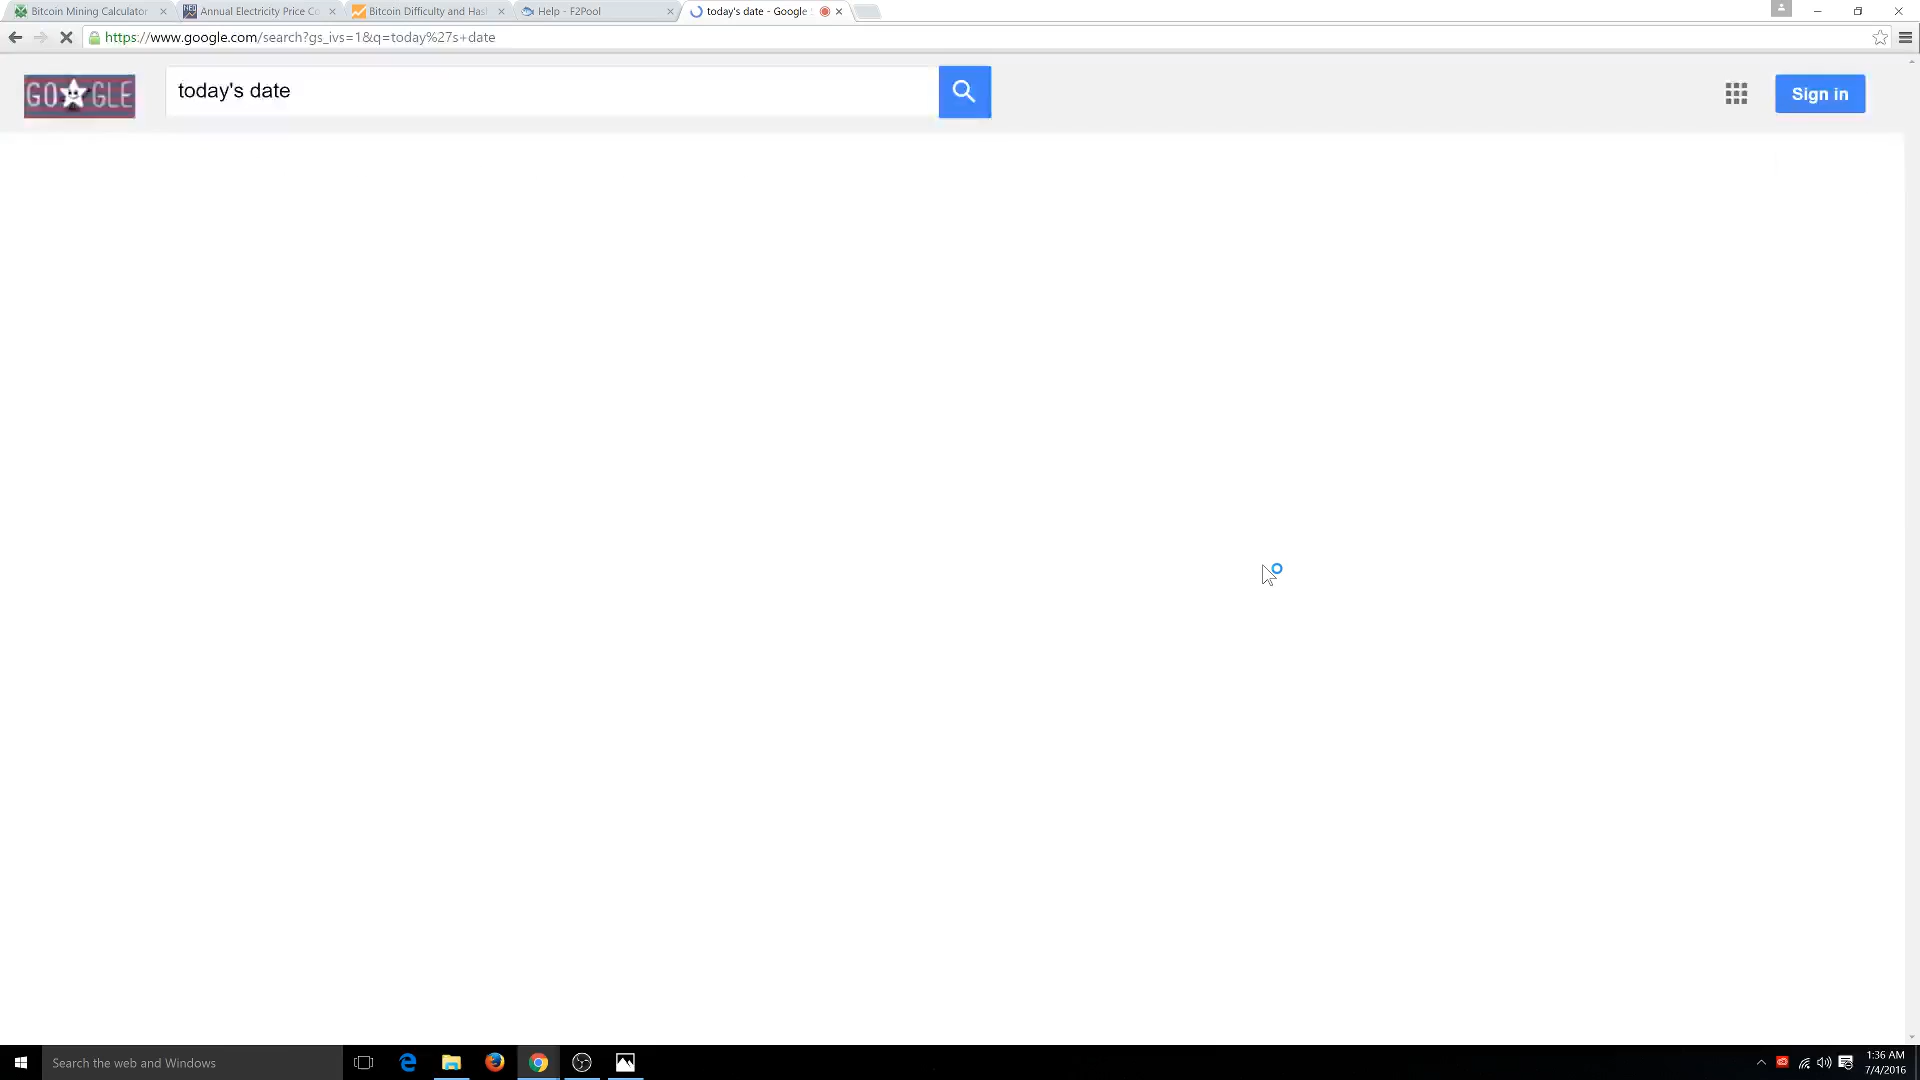 Bitcoin Mining Calculator
Annual Electricity Price Co
Bitcoin Difficulty and Has
Help - F2Pool
today's date - Google
https://www.google.com/search?gs_ivs=1&q=today%27s+date
GO GLE
today's date
Sign in
Search the web and Windows
1:36 AM
7/4/2016